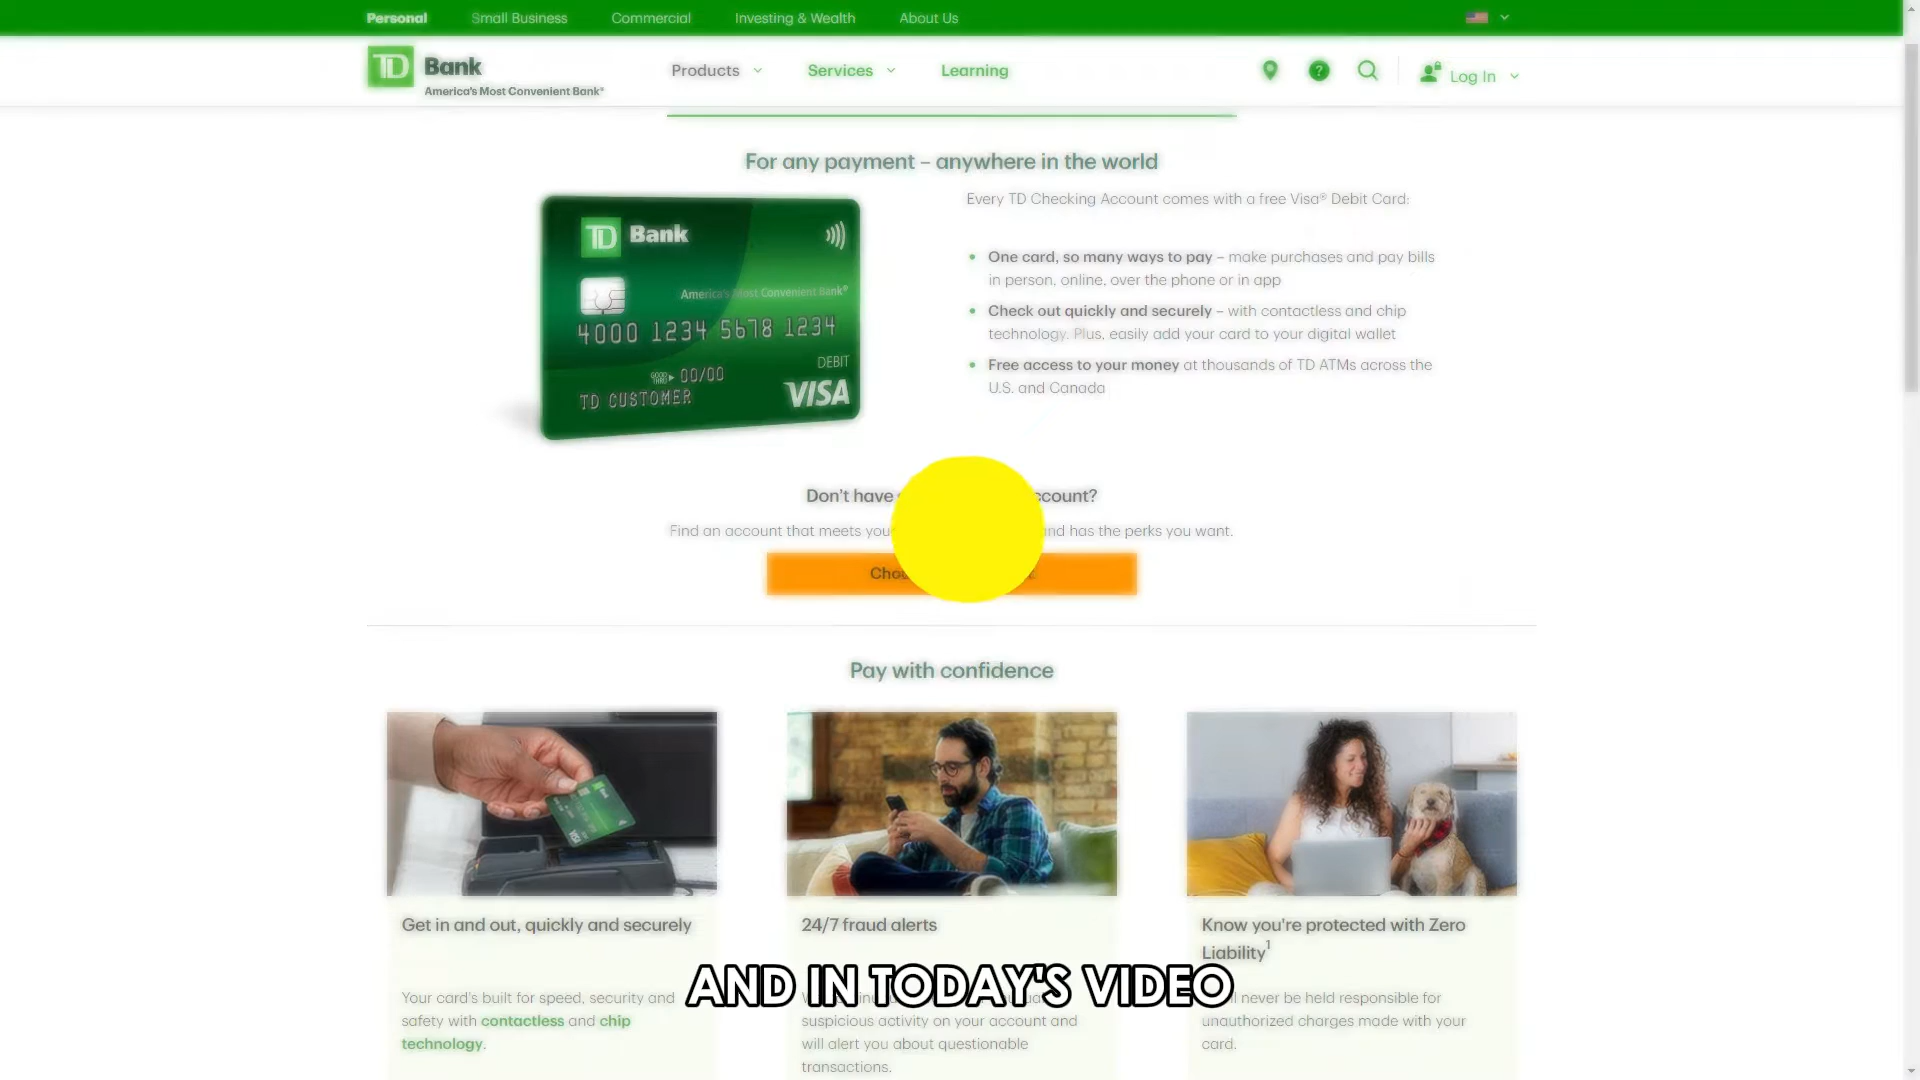 Personal
Small Business
Commercial
Investing & Wealth
About Us
TD Bank
America's Most Convenient Bank®
Products
Services
Learning
?
Log In
For any payment – anywhere in the world
TD Bank
America's Most Convenient Bank®
4000 1234 5678 1234
DEBIT
GOOD THRU 00/00
TD CUSTOMER
VISA
Every TD Checking Account comes with a free Visa® Debit Card:
One card, so many ways to pay – make purchases and pay bills
in person, online, over the phone or in app
Check out quickly and securely – with contactless and chip
technology. Plus, easily add your card to your digital wallet
Free access to your money at thousands of TD ATMs across the
U.S. and Canada
Don't have
Find an account that meets has the perks you want.
Pay with confidence
Get in and out, quickly and securely
Your card's built for speed, security and
safety with contactless and chip
technology.
24/7 fraud alerts
suspicious activity on your account and
will alert you about questionable
transactions.
Know you're protected with Zero
Liability1
never be held responsible for
unauthorized charges made with your
card.
AND IN TODAY'S VIDEO